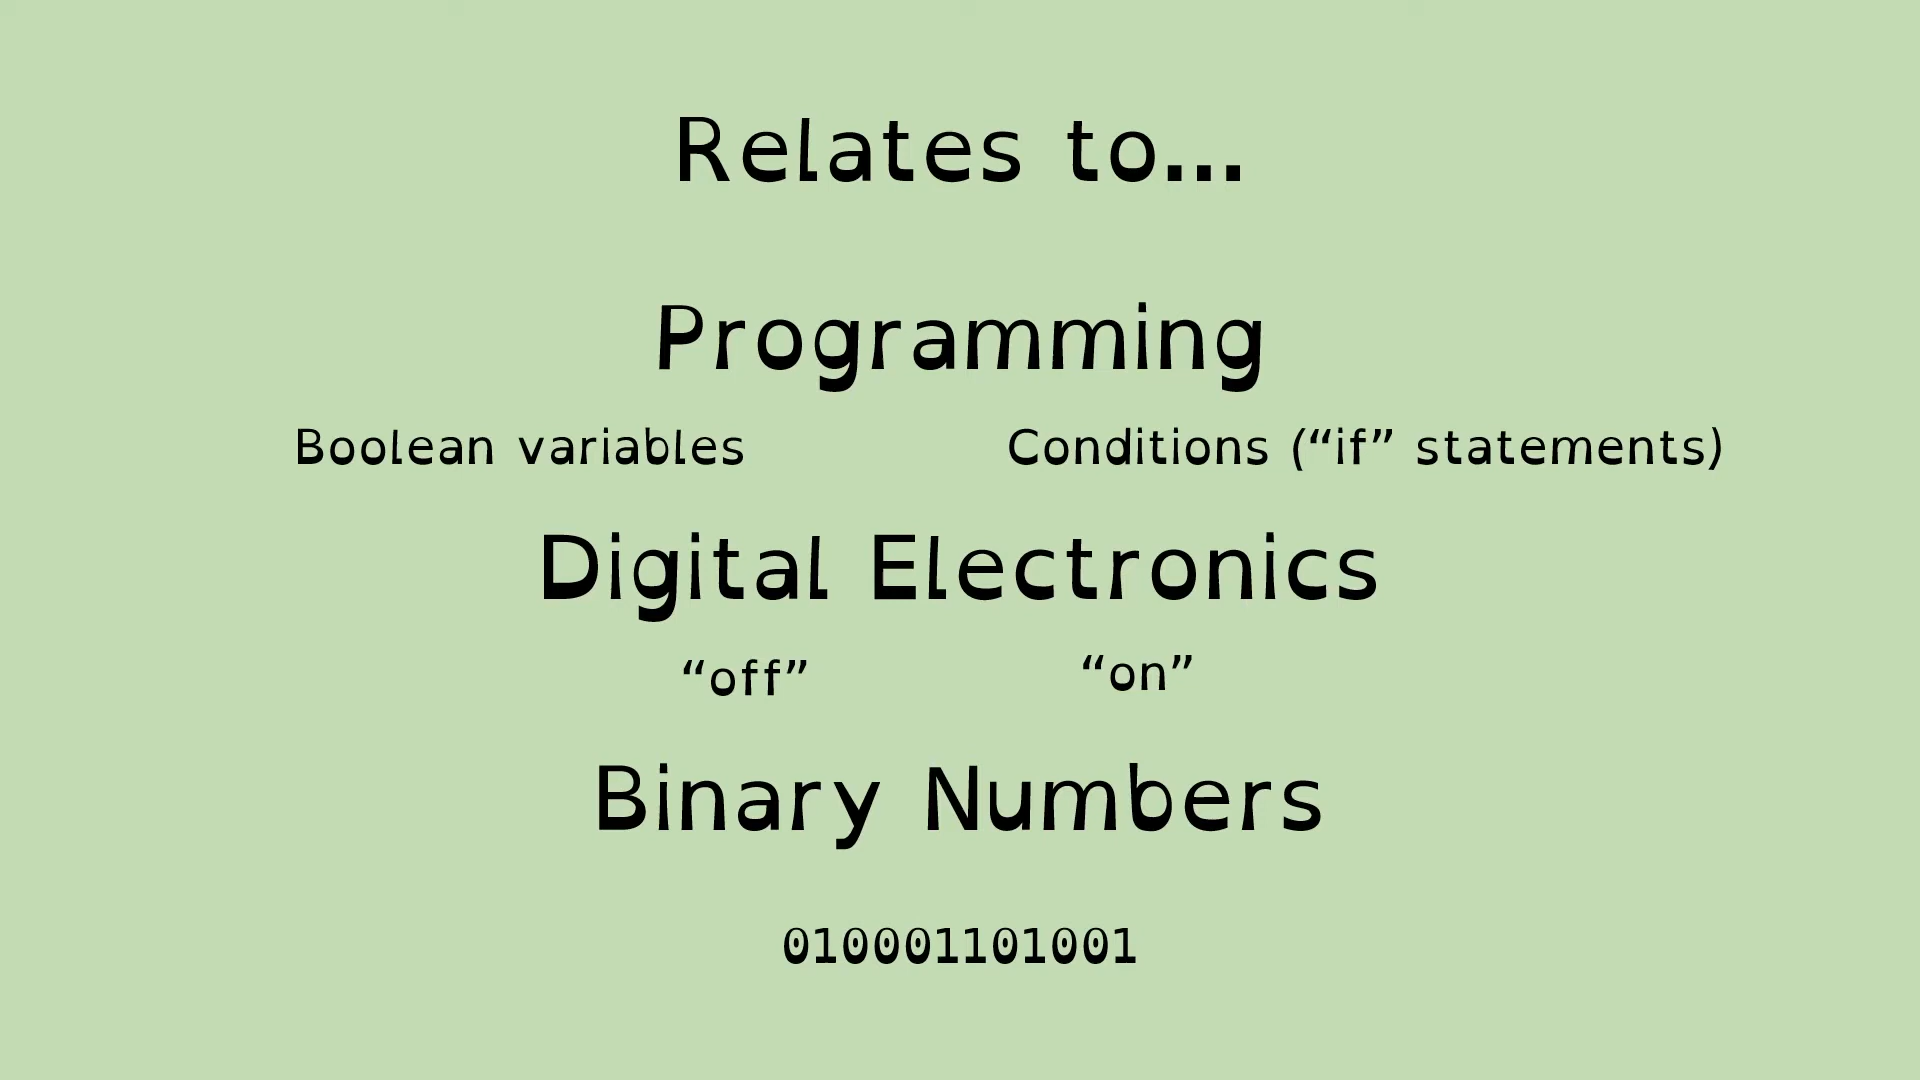 Relates to...
Programming
Boolean variables Conditions (“if” statements)
Digital Electronics
“off” “on”
Binary Numbers
010001101001